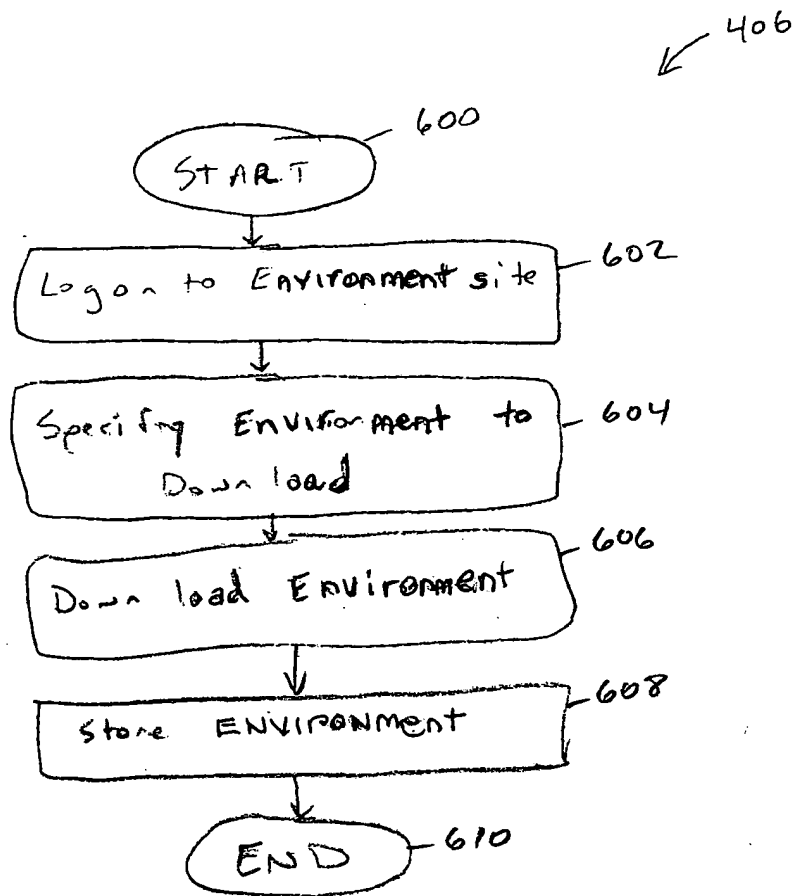 406
600
START
Logon to Environment site
602
Specify Environment to
Download
604
Download Environment
606
Store ENVIRONMENT
608
END
610